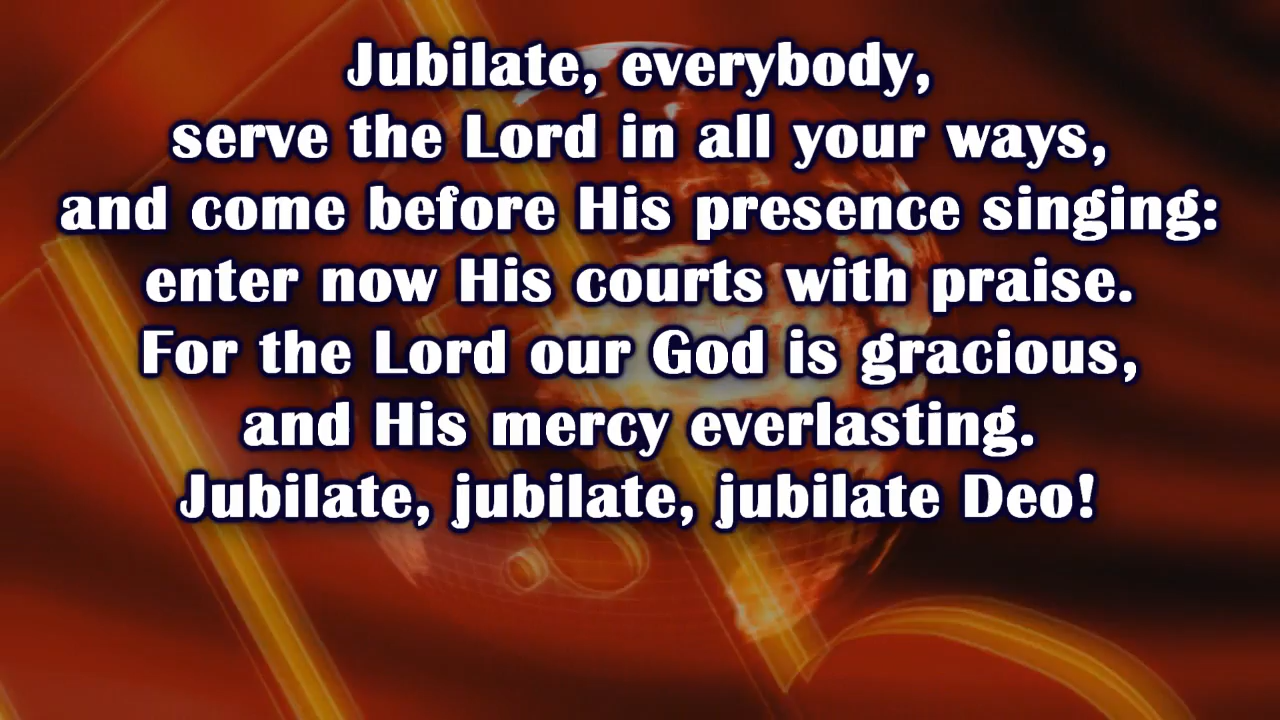 Jubilate, everybody,
serve the Lord in all your ways,
and come before His presence singing:
enter now His courts with praise.
For the Lord our God is gracious,
and His mercy everlasting.
Jubilate, jubilate, jubilate Deo!